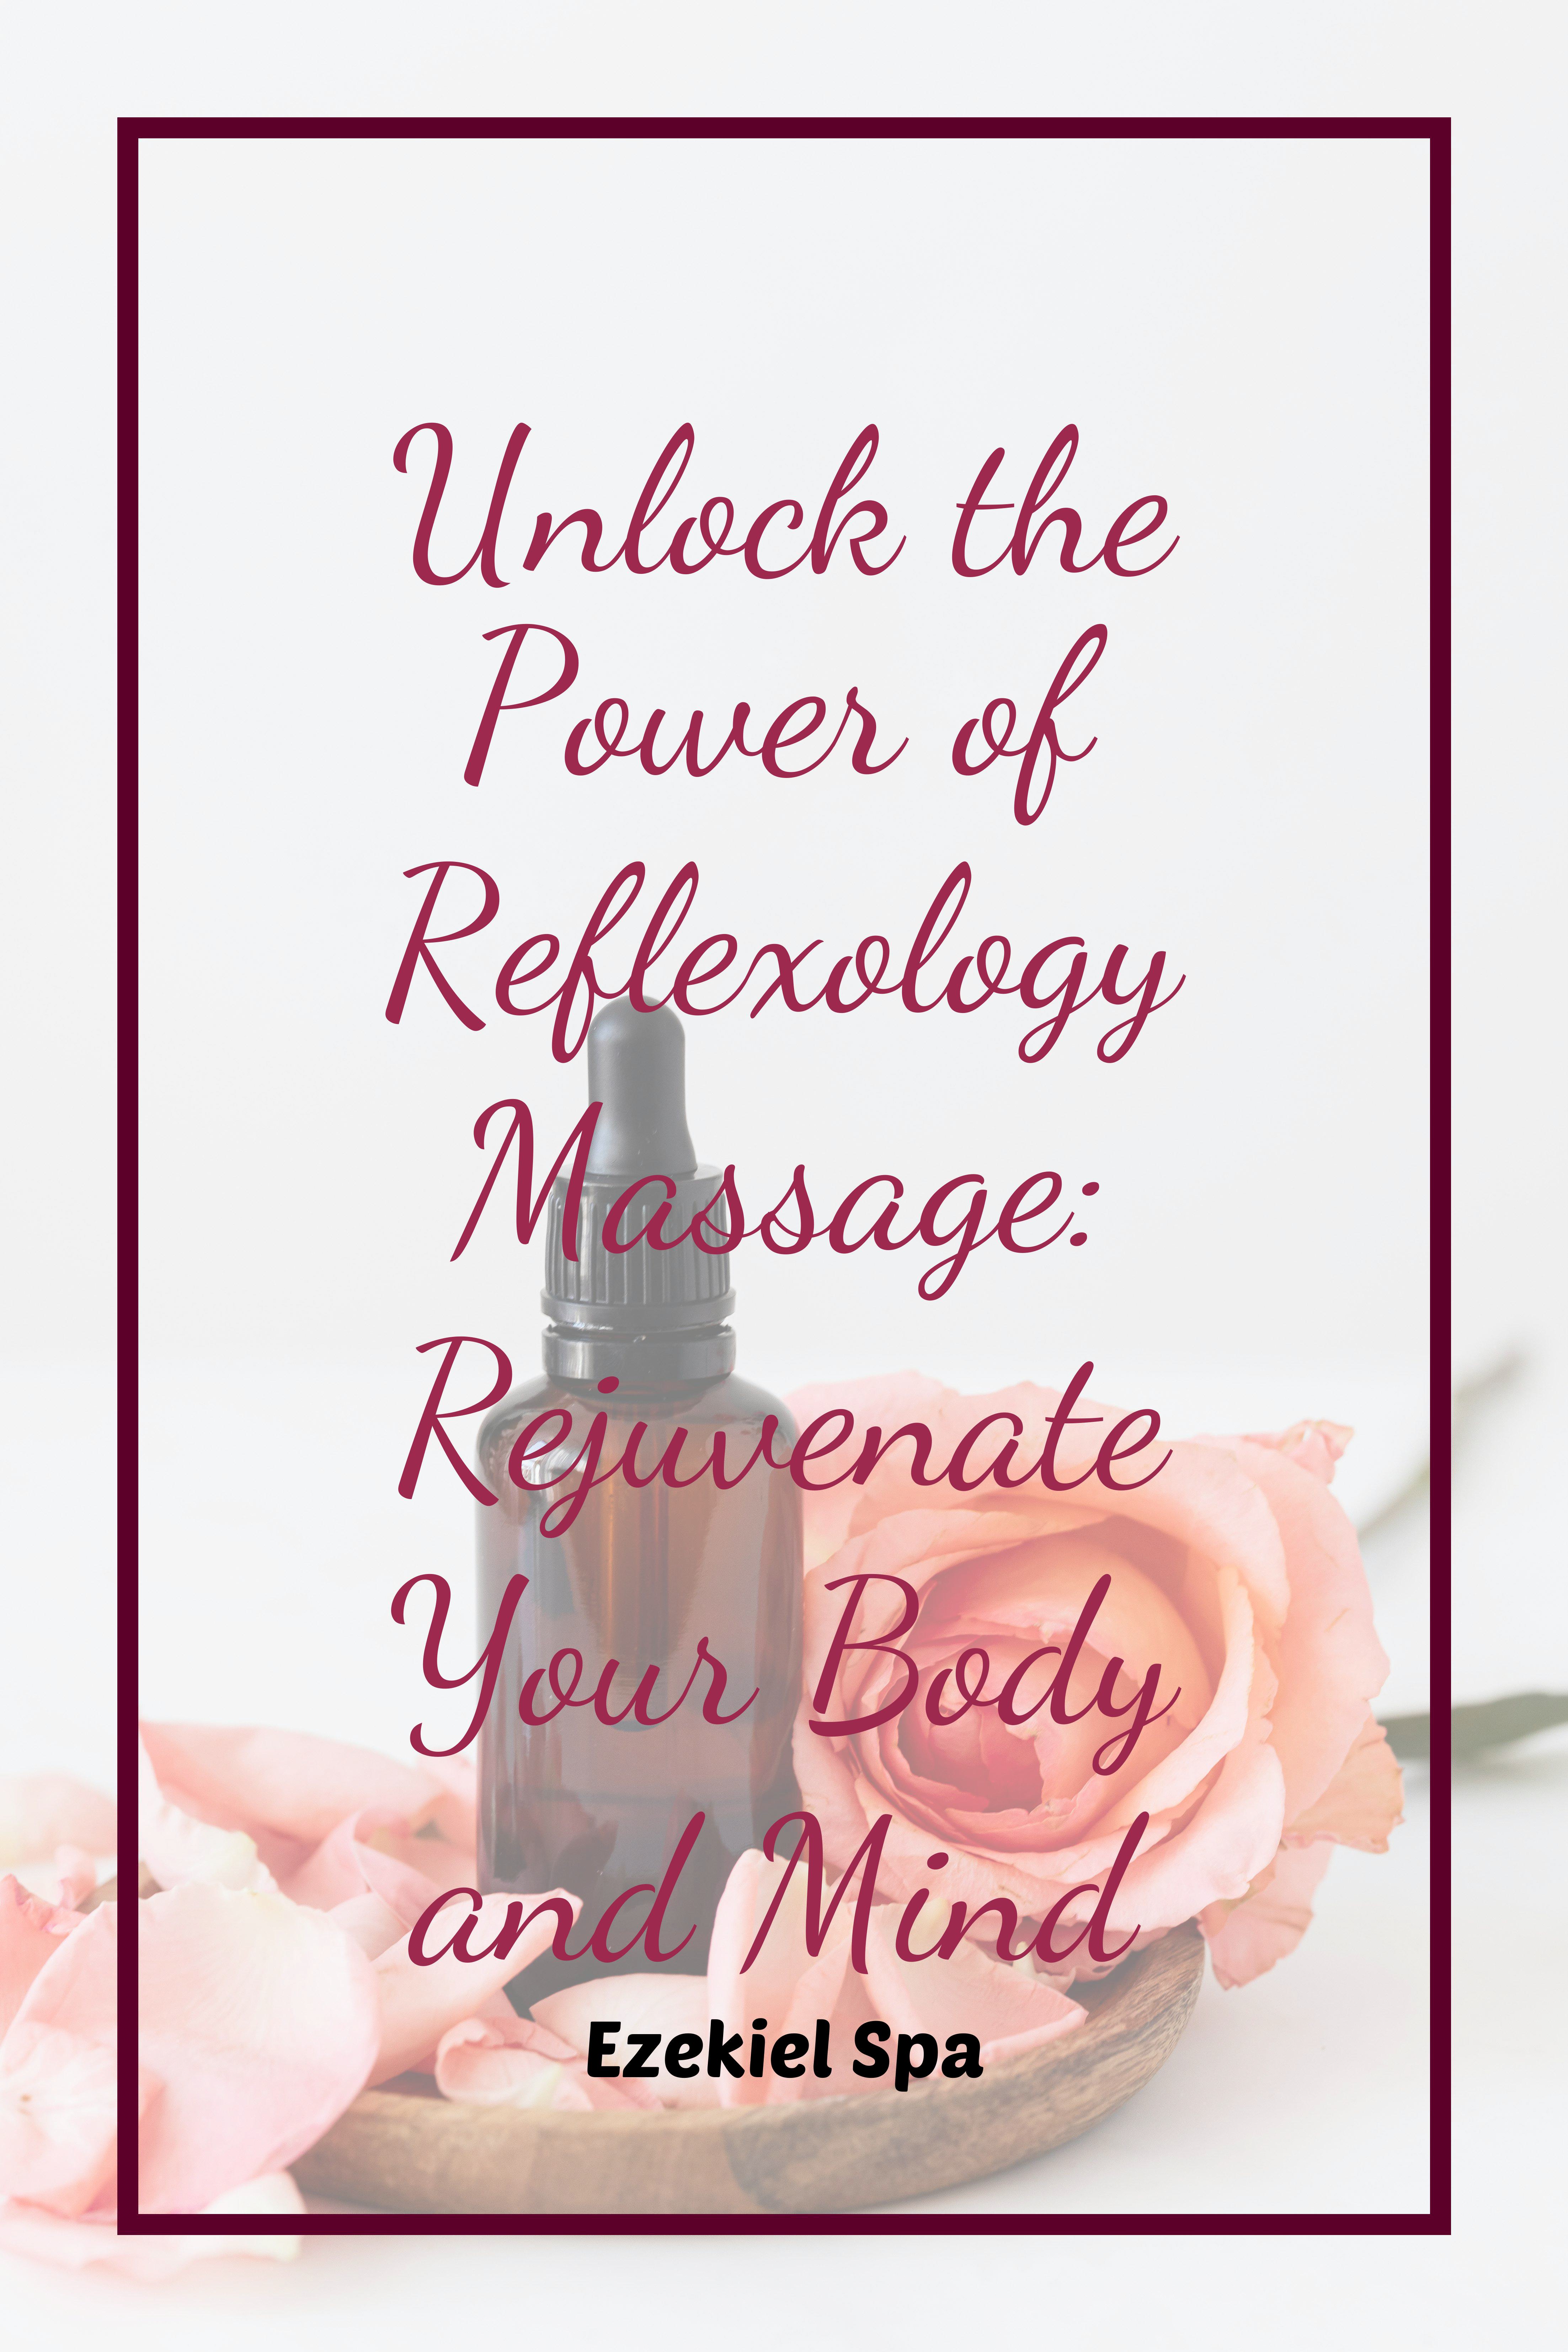 Unlock the
Power of
Reflexology
Massage:
Rejuvenate
Your Body
and Mind
Ezekiel Spa